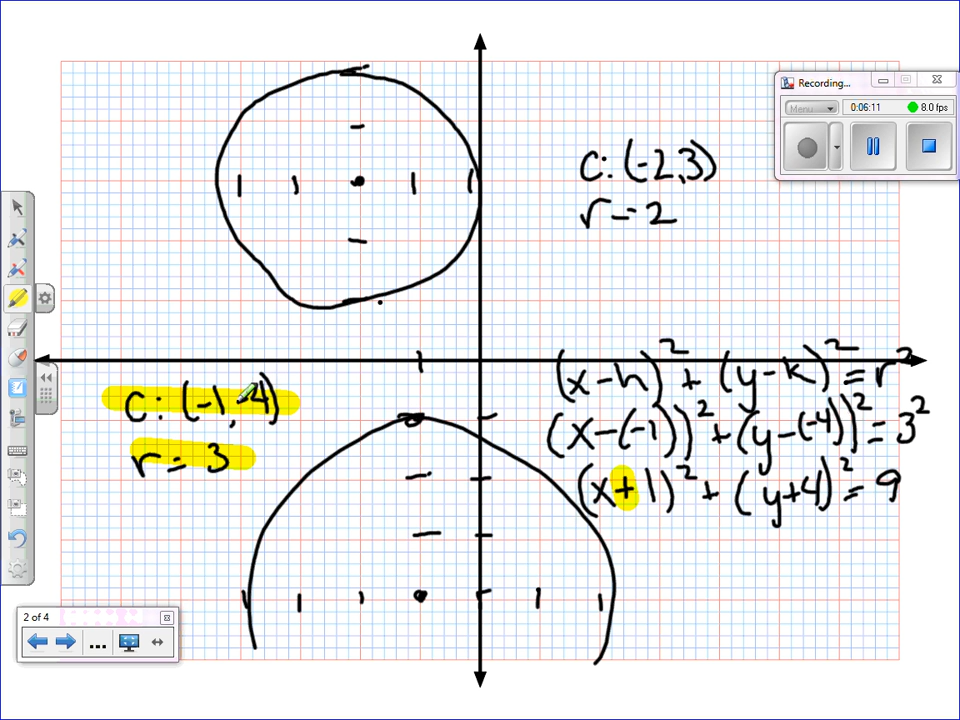 Recording...
Menu
0:06:11
8.0 fps
C: (-2,3)
r = 2
(x-h)² + (y-k)² = r²
C: (-1,-4)
r = 3
(x-(-1))² + (y-(-4))² = 3²
(x+1)² + (y+4)² = 9
2 of 4
...